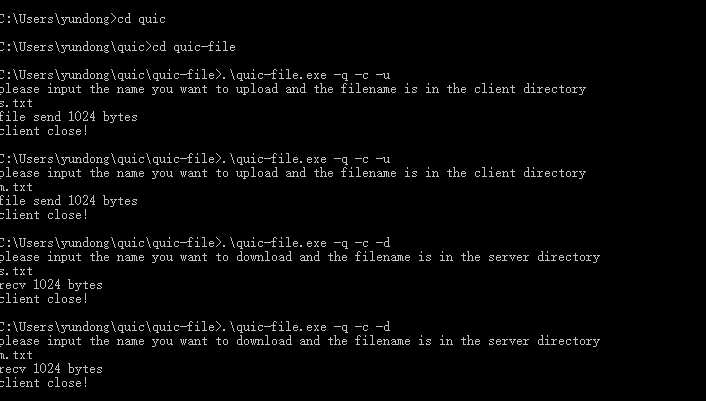 C:\Users\yundong>cd quic
C:\Users\yundong\quic>cd quic-file
C:\Users\yundong\quic\quic-file>.\quic-file.exe -q -c -u
please input the name you want to upload and the filename is in the client directory
s.txt
file send 1024 bytes
client close!
C:\Users\yundong\quic\quic-file>.\quic-file.exe -q -c -u
please input the name you want to upload and the filename is in the client directory
m.txt
file send 1024 bytes
client close!
C:\Users\yundong\quic\quic-file>.\quic-file.exe -q -c -d
please input the name you want to download and the filename is in the server directory
s.txt
recv 1024 bytes
client close!
C:\Users\yundong\quic\quic-file>.\quic-file.exe -q -c -d
please input the name you want to download and the filename is in the server directory
m.txt
recv 1024 bytes
client close!